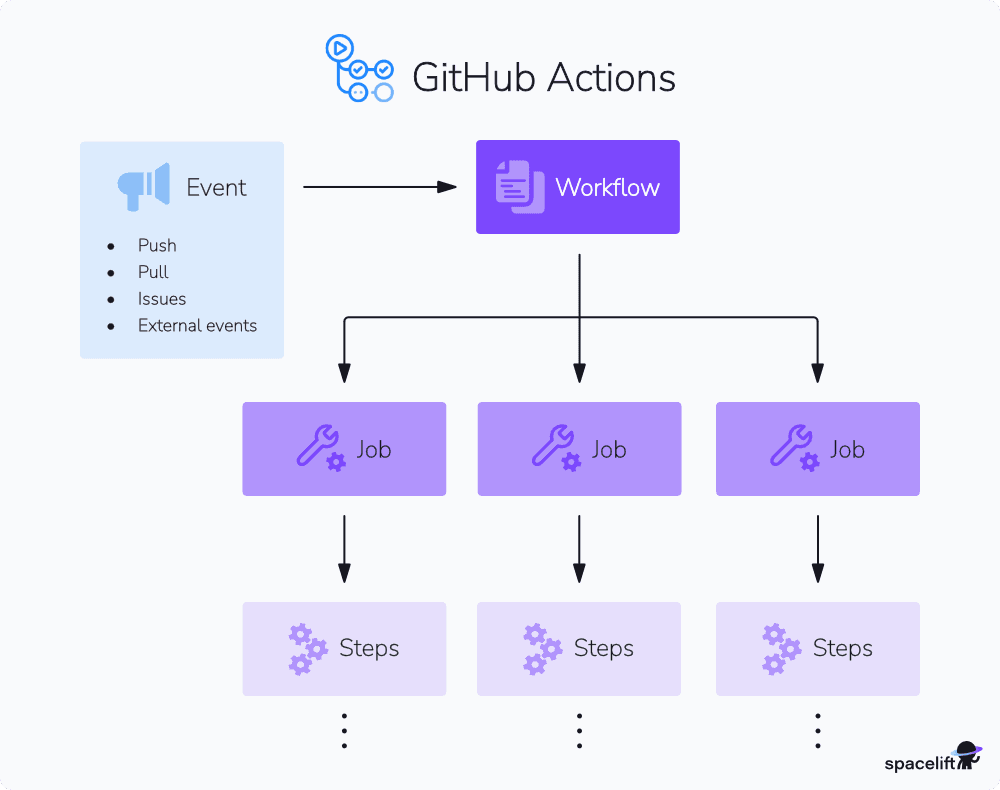 GitHub Actions
Event
Workflow
• Push
• Pull
• Issues
• External events
Job
Job
Job
Steps
Steps
Steps
spacelift